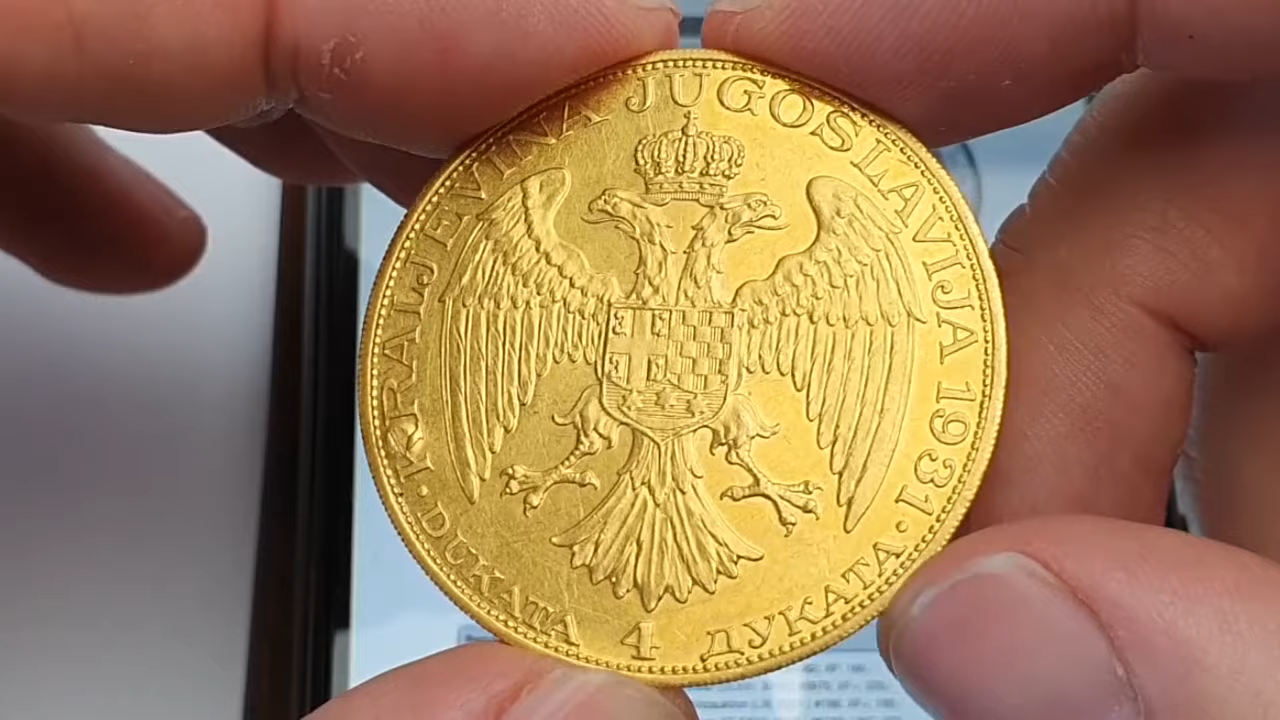 KRALJEVINA JUGOSLAVIJA 1931
· DUKATA 4 ДУКАТА ·